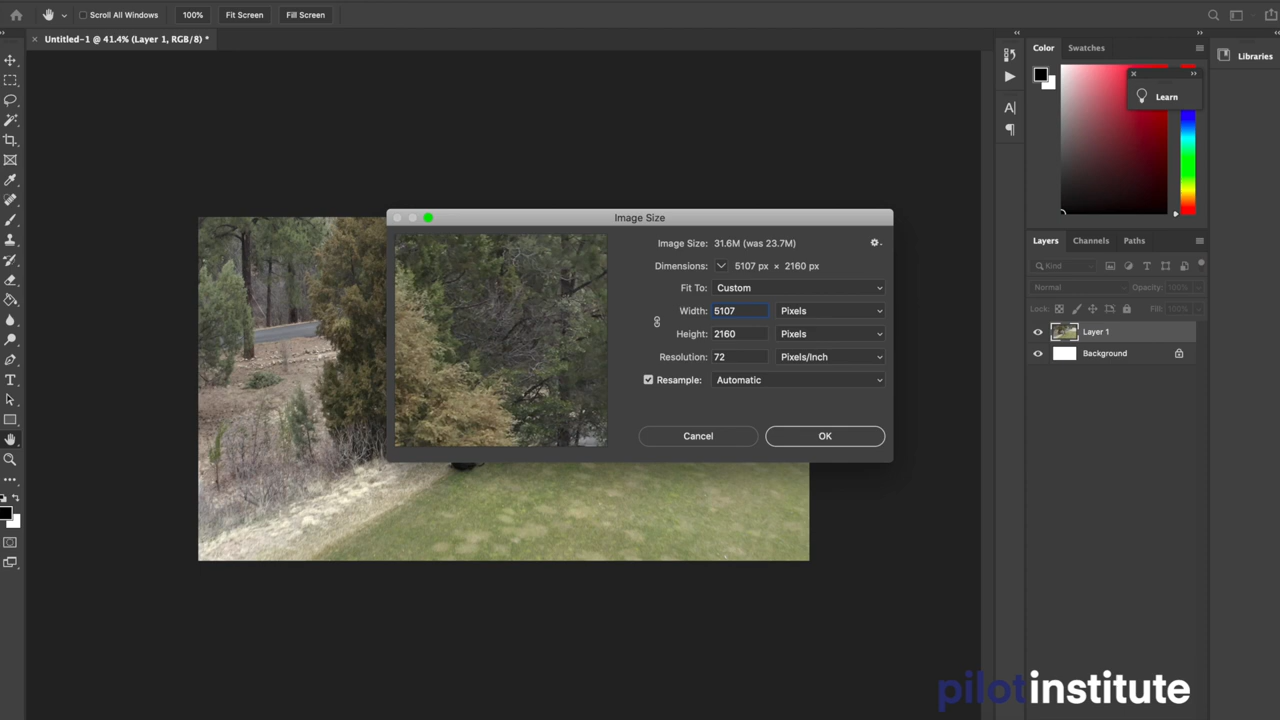 Scroll All Windows 100% Fit Screen Fill Screen
× Untitled-1 @ 41.4% (Layer 1, RGB/8) *
Color Swatches
Libraries
Learn
A|
Image Size
Image Size: 31.6M (was 23.7M)
Dimensions: 5107 px × 2160 px
Fit To: Custom
Width: 5107 Pixels
Height: 2160 Pixels
Resolution: 72 Pixels/Inch
Resample: Automatic
Cancel OK
Layers Channels Paths
Kind
Normal Opacity: 100%
Lock: Fill: 100%
Layer 1
Background
pilotinstitute